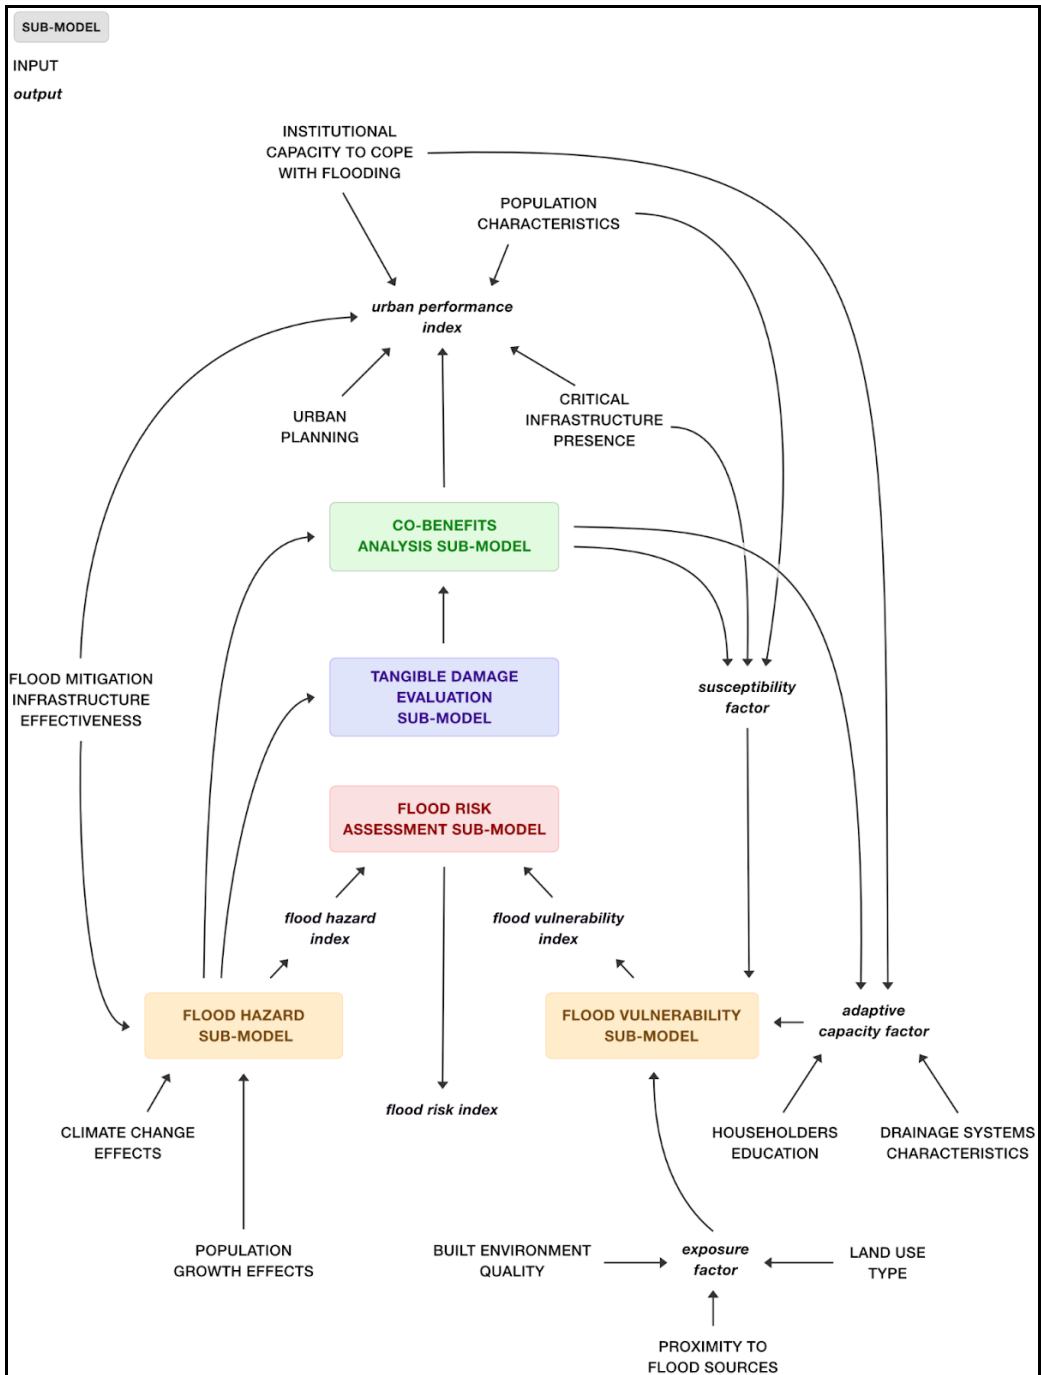 SUB-MODEL
INPUT
output
INSTITUTIONAL
CAPACITY TO COPE
WITH FLOODING
POPULATION
CHARACTERISTICS
urban performance
index
URBAN
PLANNING
CRITICAL
INFRASTRUCTURE
PRESENCE
CO-BENEFITS
ANALYSIS SUB-MODEL
FLOOD MITIGATION
INFRASTRUCTURE
EFFECTIVENESS
TANGIBLE DAMAGE
EVALUATION
SUB-MODEL
susceptibility
factor
FLOOD RISK
ASSESSMENT SUB-MODEL
flood hazard
index
flood vulnerability
index
FLOOD HAZARD
SUB-MODEL
FLOOD VULNERABILITY
SUB-MODEL
adaptive
capacity factor
flood risk index
CLIMATE CHANGE
EFFECTS
HOUSEHOLDERS
EDUCATION
DRAINAGE SYSTEMS
CHARACTERISTICS
POPULATION
GROWTH EFFECTS
BUILT ENVIRONMENT
QUALITY
exposure
factor
LAND USE
TYPE
PROXIMITY TO
FLOOD SOURCES